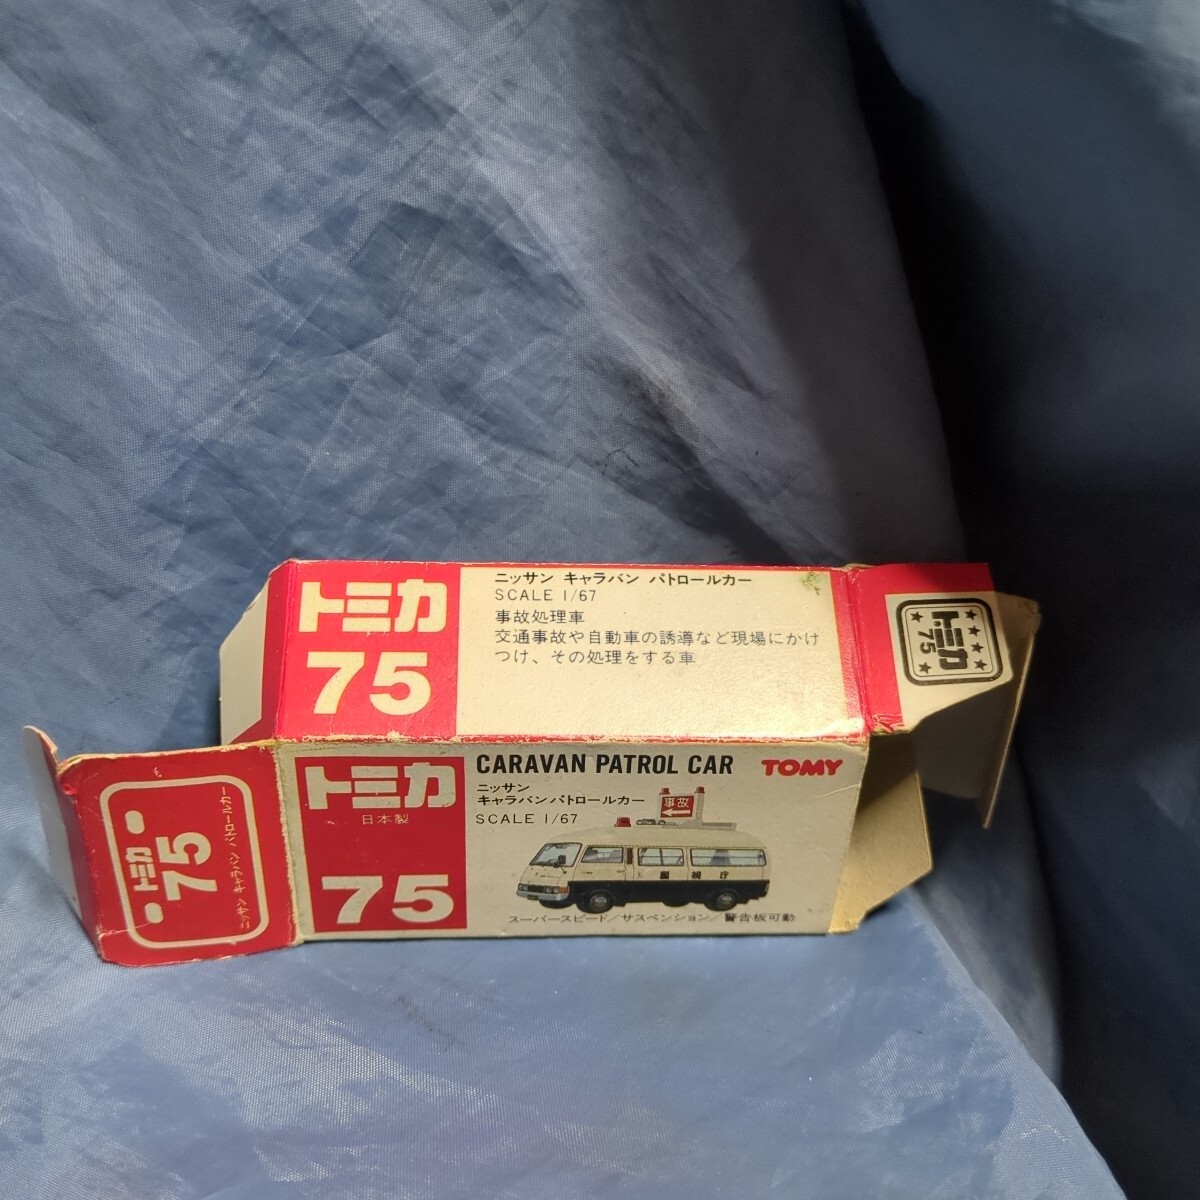 トミカ
75
ニッサン キャラバン パトロールカー
SCALE 1/67
事故処理車
交通事故や自動車の誘導など現場にかけ
つけ、その処理をする車
トミカ
75
トミカ
日本製
75
CARAVAN PATROL CAR
TOMY
ニッサン
キャラバンパトロールカー
SCALE 1/67
事故
警視庁
スーパースピード/サスペンション/警告板可動
トミカ
75
ニッサン キャラバン パトロールカー